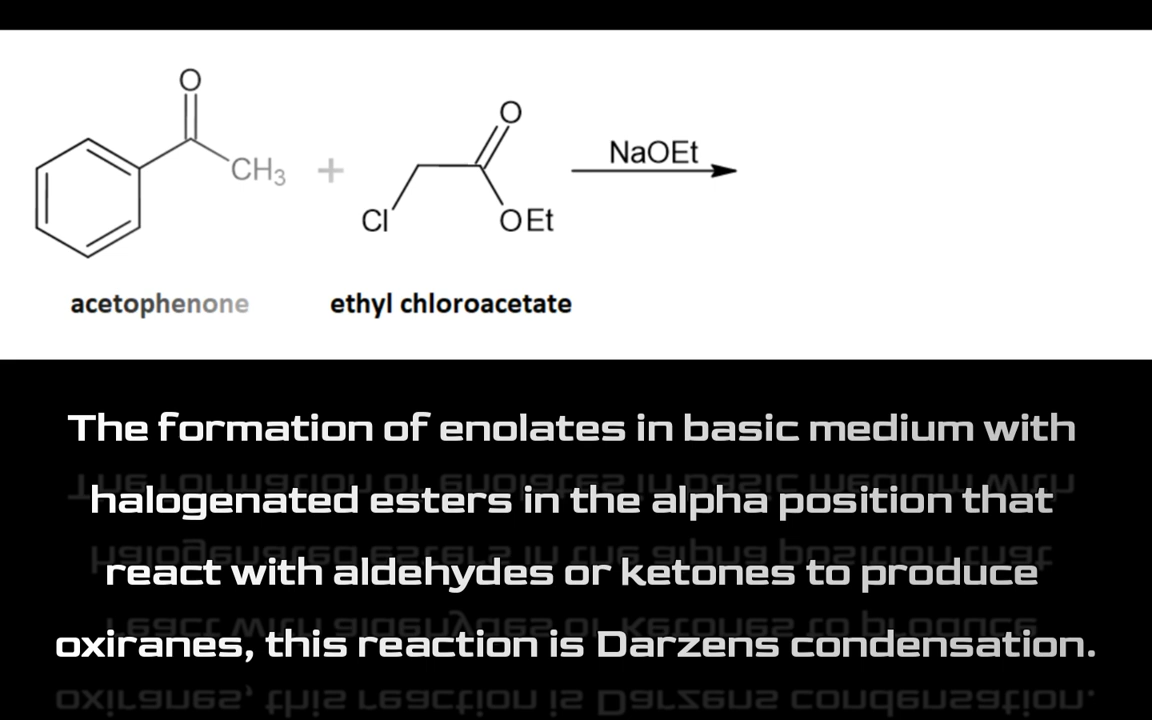 O
CH3
+
Cl
O
OEt
NaOEt
acetophenone
ethyl chloroacetate
The formation of enolates in basic medium with
halogenated esters in the alpha position that
react with aldehydes or ketones to produce
oxiranes, this reaction is Darzens condensation.